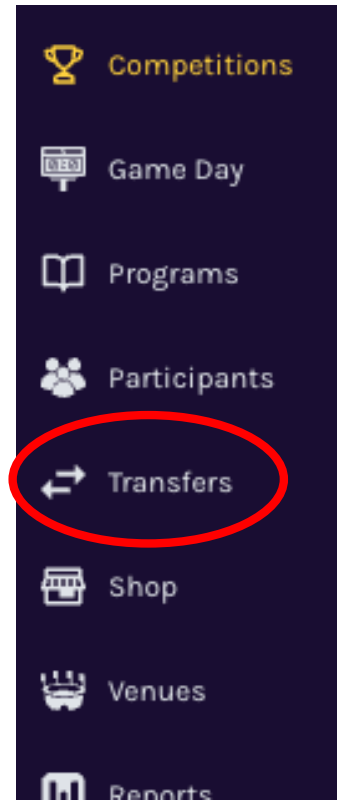 Competitions
Game Day
Programs
Participants
Transfers
Shop
Venues
Reports